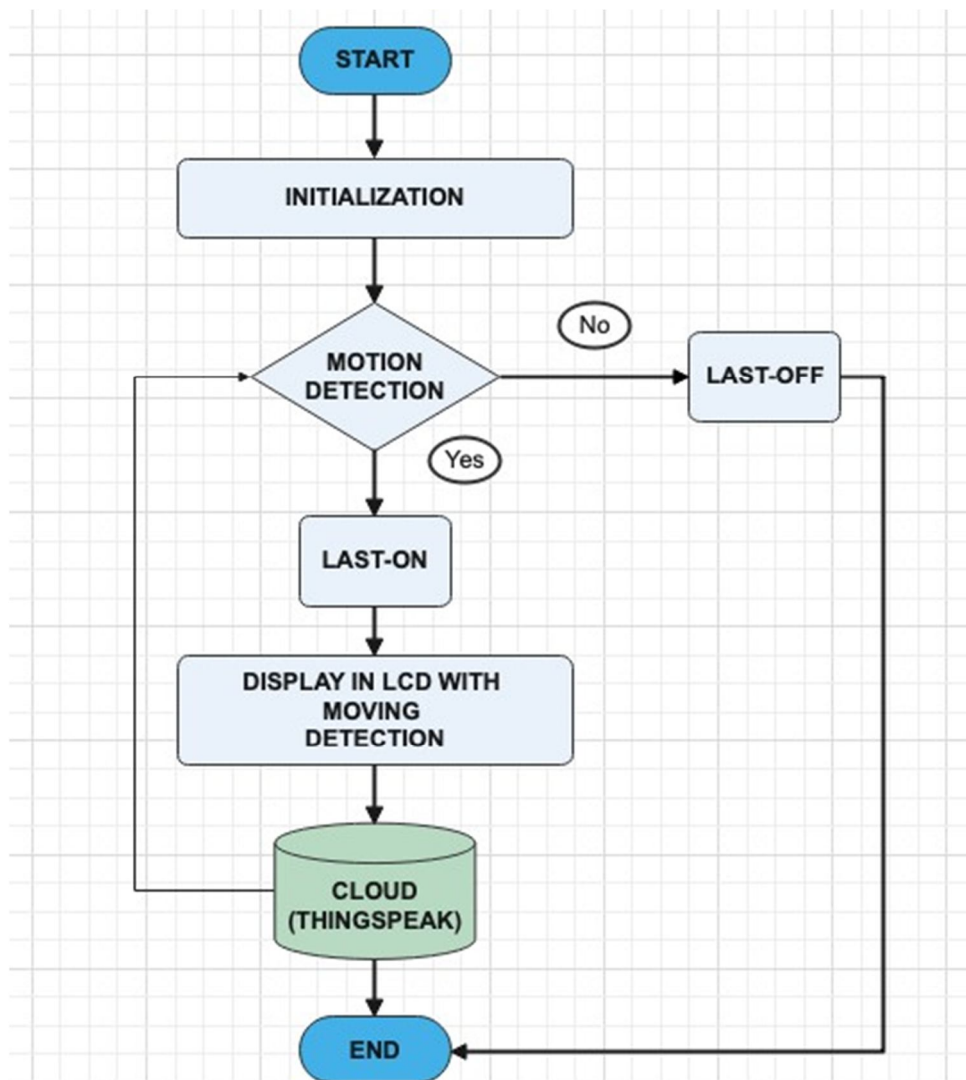 START
INITIALIZATION
No
MOTION
DETECTION
LAST-OFF
Yes
LAST-ON
DISPLAY IN LCD WITH
MOVING
DETECTION
CLOUD
(THINGSPEAK)
END